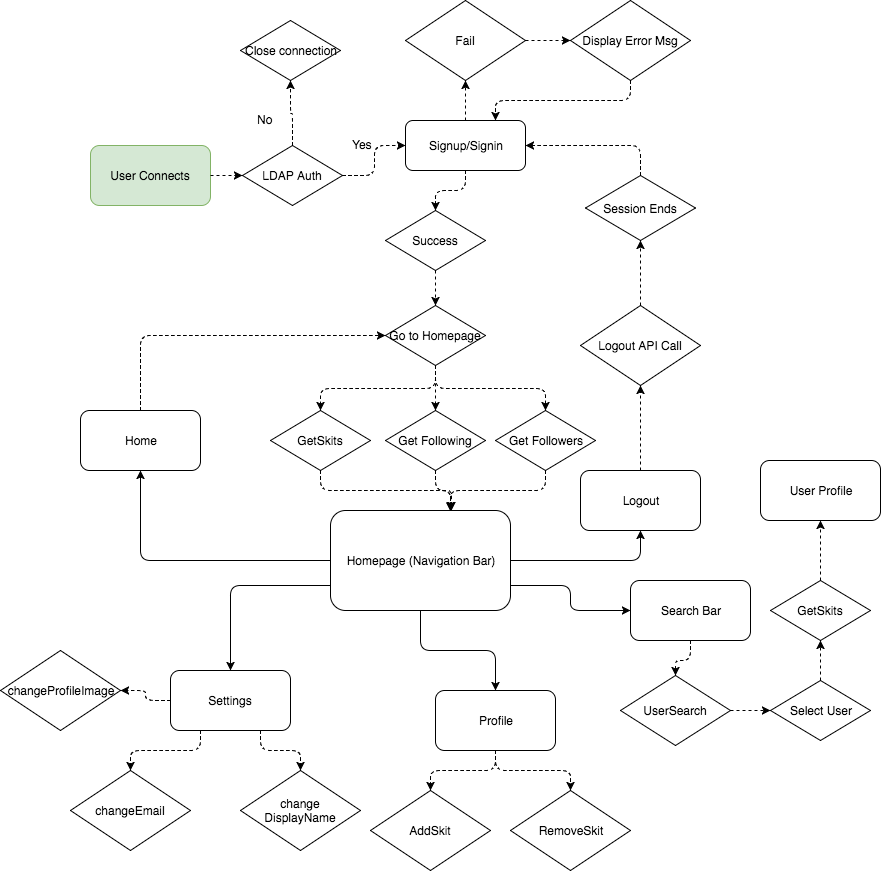 Fail
Display Error Msg
Close connection
No
Yes
Signup/Signin
User Connects
LDAP Auth
Session Ends
Success
Go to Homepage
Logout API Call
Home
GetSkits
Get Following
Get Followers
Logout
User Profile
Homepage (Navigation Bar)
Search Bar
GetSkits
changeProfileImage
Settings
Profile
UserSearch
Select User
changeEmail
change
DisplayName
AddSkit
RemoveSkit